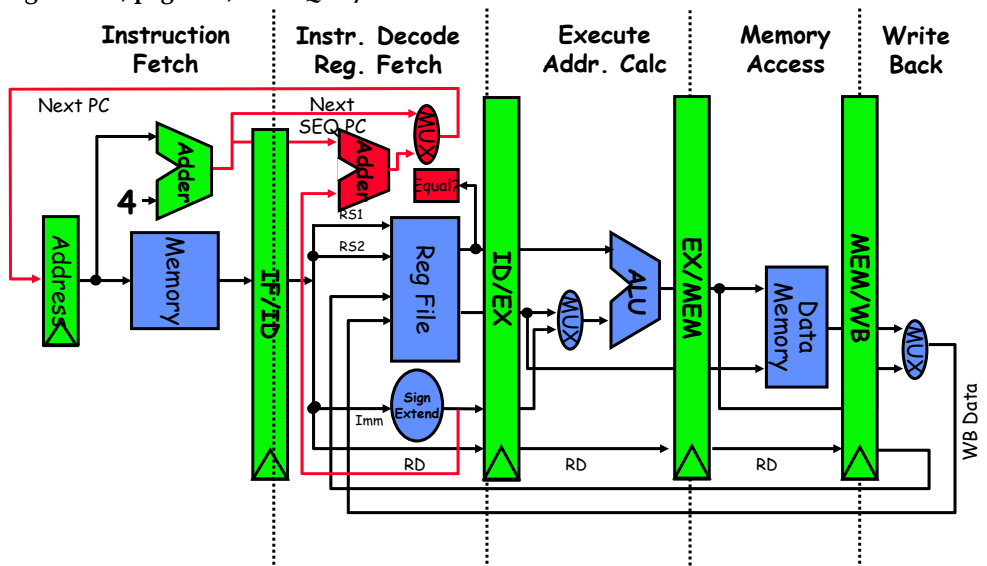 Instruction
Fetch
Instr. Decode
Reg. Fetch
Execute
Addr. Calc
Memory
Access
Write
Back
Next PC
Next
SEQ PC
MUX
Adder
Adder
Equal?
4
RS1
RS2
Address
Memory
IF/ID
Reg File
ID/EX
MUX
ALU
EX/MEM
Data
Memory
MEM/WB
MUX
Sign
Extend
Imm
RD
RD
RD
WB Data